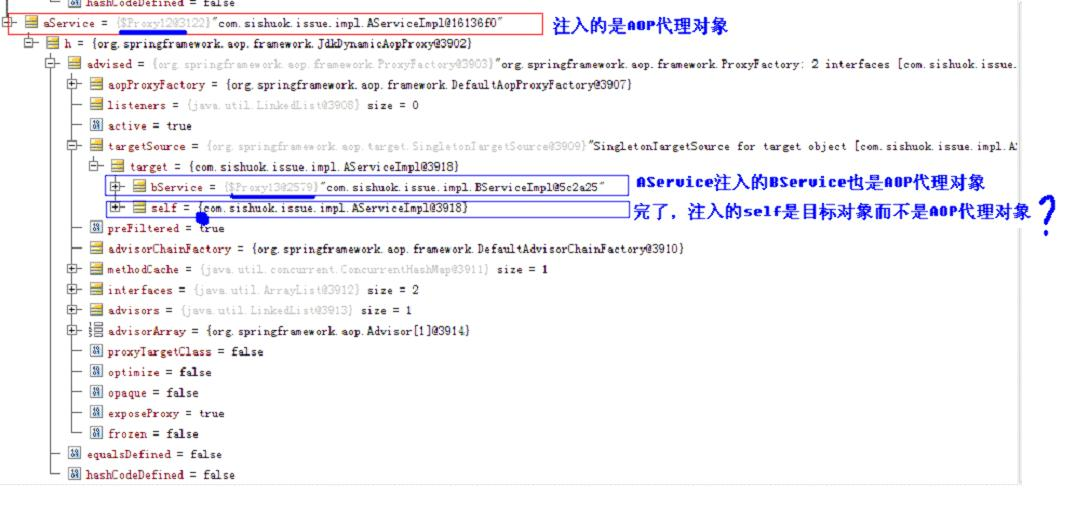 hashCodeDefined = false
aService = {$Proxy12@3122}"com.sishuok.issue.impl.AServiceImpl@16136f0" 注入的是AOP代理对象
h = {org.springframework.aop.framework.JdkDynamicAopProxy@3902}
advised = {org.springframework.aop.framework.ProxyFactory@3903}"org.springframework.aop.framework.ProxyFactory: 2 interfaces [com.sishuok.issue.
aopProxyFactory = {org.springframework.aop.framework.DefaultAopProxyFactory@3907}
listeners = {java.util.LinkedList@3908} size = 0
active = true
targetSource = {org.springframework.aop.target.SingletonTargetSource@3909}"SingletonTargetSource for target object [com.sishuok.issue.impl.A
target = {com.sishuok.issue.impl.AServiceImpl@3918}
bService = {$Proxy13@2579}"com.sishuok.issue.impl.BServiceImpl@5c2a25" AService注入的BService也是AOP代理对象
self = {com.sishuok.issue.impl.AServiceImpl@3918} 完了,注入的self是目标对象而不是AOP代理对象?
preFiltered = true
advisorChainFactory = {org.springframework.aop.framework.DefaultAdvisorChainFactory@3910}
methodCache = {java.util.concurrent.ConcurrentHashMap@3911} size = 1
interfaces = {java.util.ArrayList@3912} size = 2
advisors = {java.util.LinkedList@3913} size = 1
advisorArray = {org.springframework.aop.Advisor[1]@3914}
proxyTargetClass = false
optimize = false
opaque = false
exposeProxy = true
frozen = false
equalsDefined = false
hashCodeDefined = false